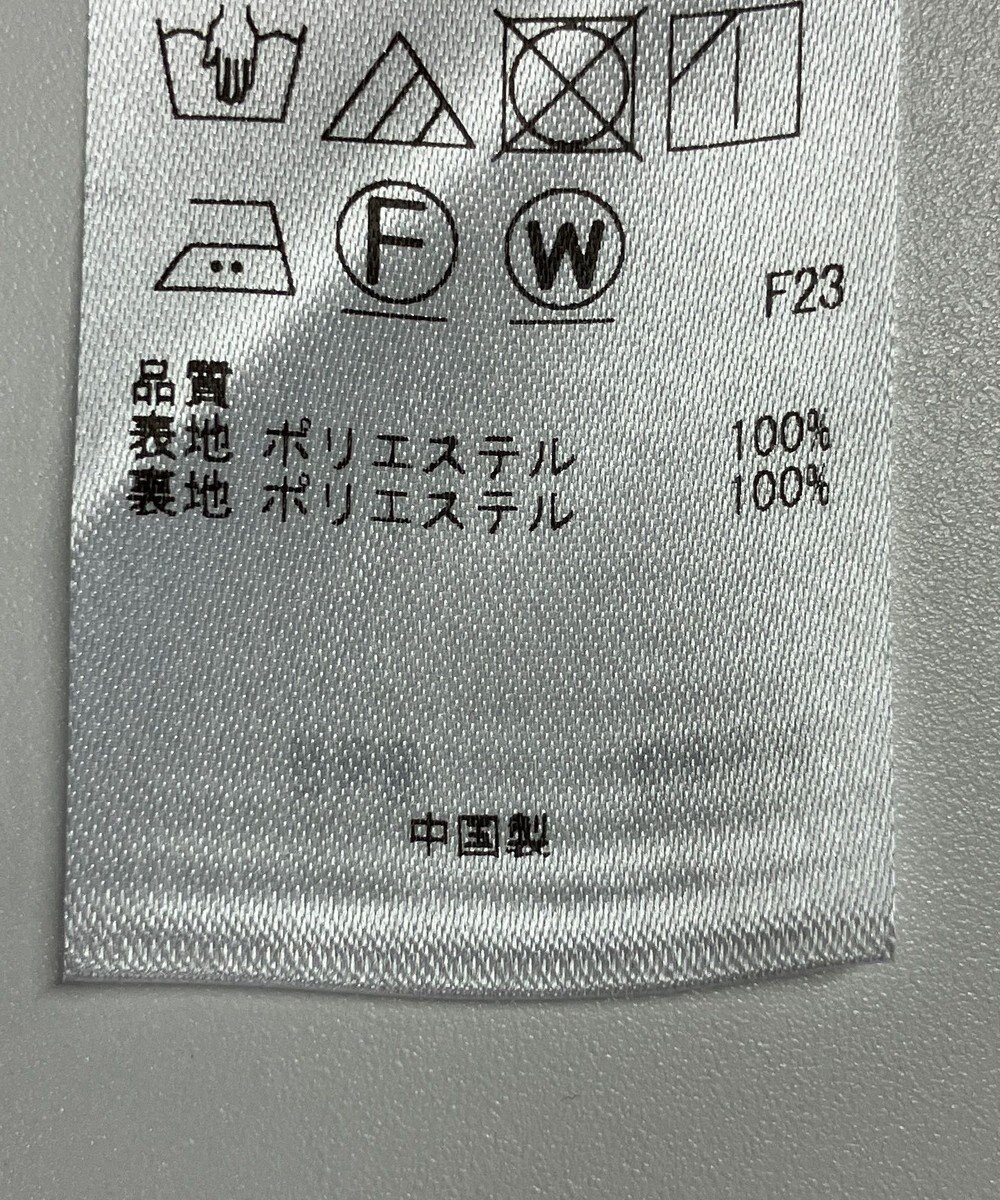 F W F23
品質
表地 ポリエステル 100%
裏地 ポリエステル 100%
中国製